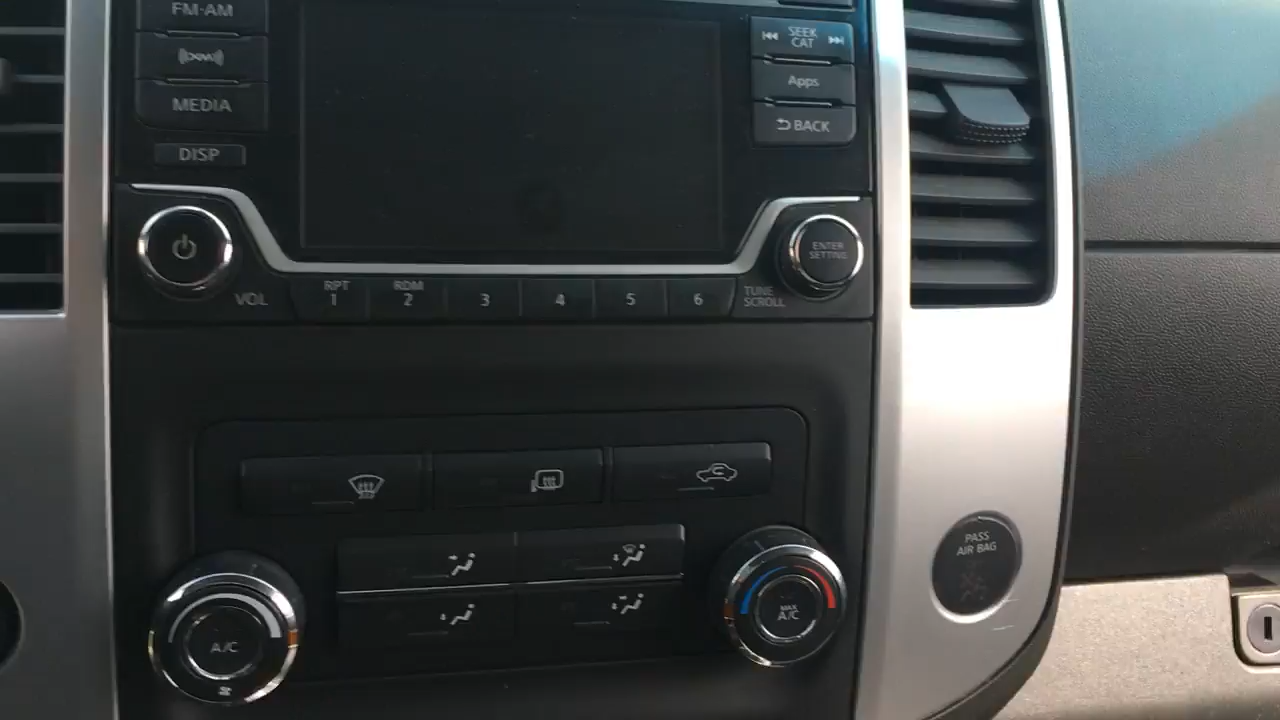 FM·AM
((XM))
MEDIA
DISP
SEEK
CAT
Apps
BACK
VOL
RPT
1
RDM
2
3
4
5
6
TUNE
SCROLL
ENTER
SETTING
A/C
MAX
A/C
PASS
AIR BAG